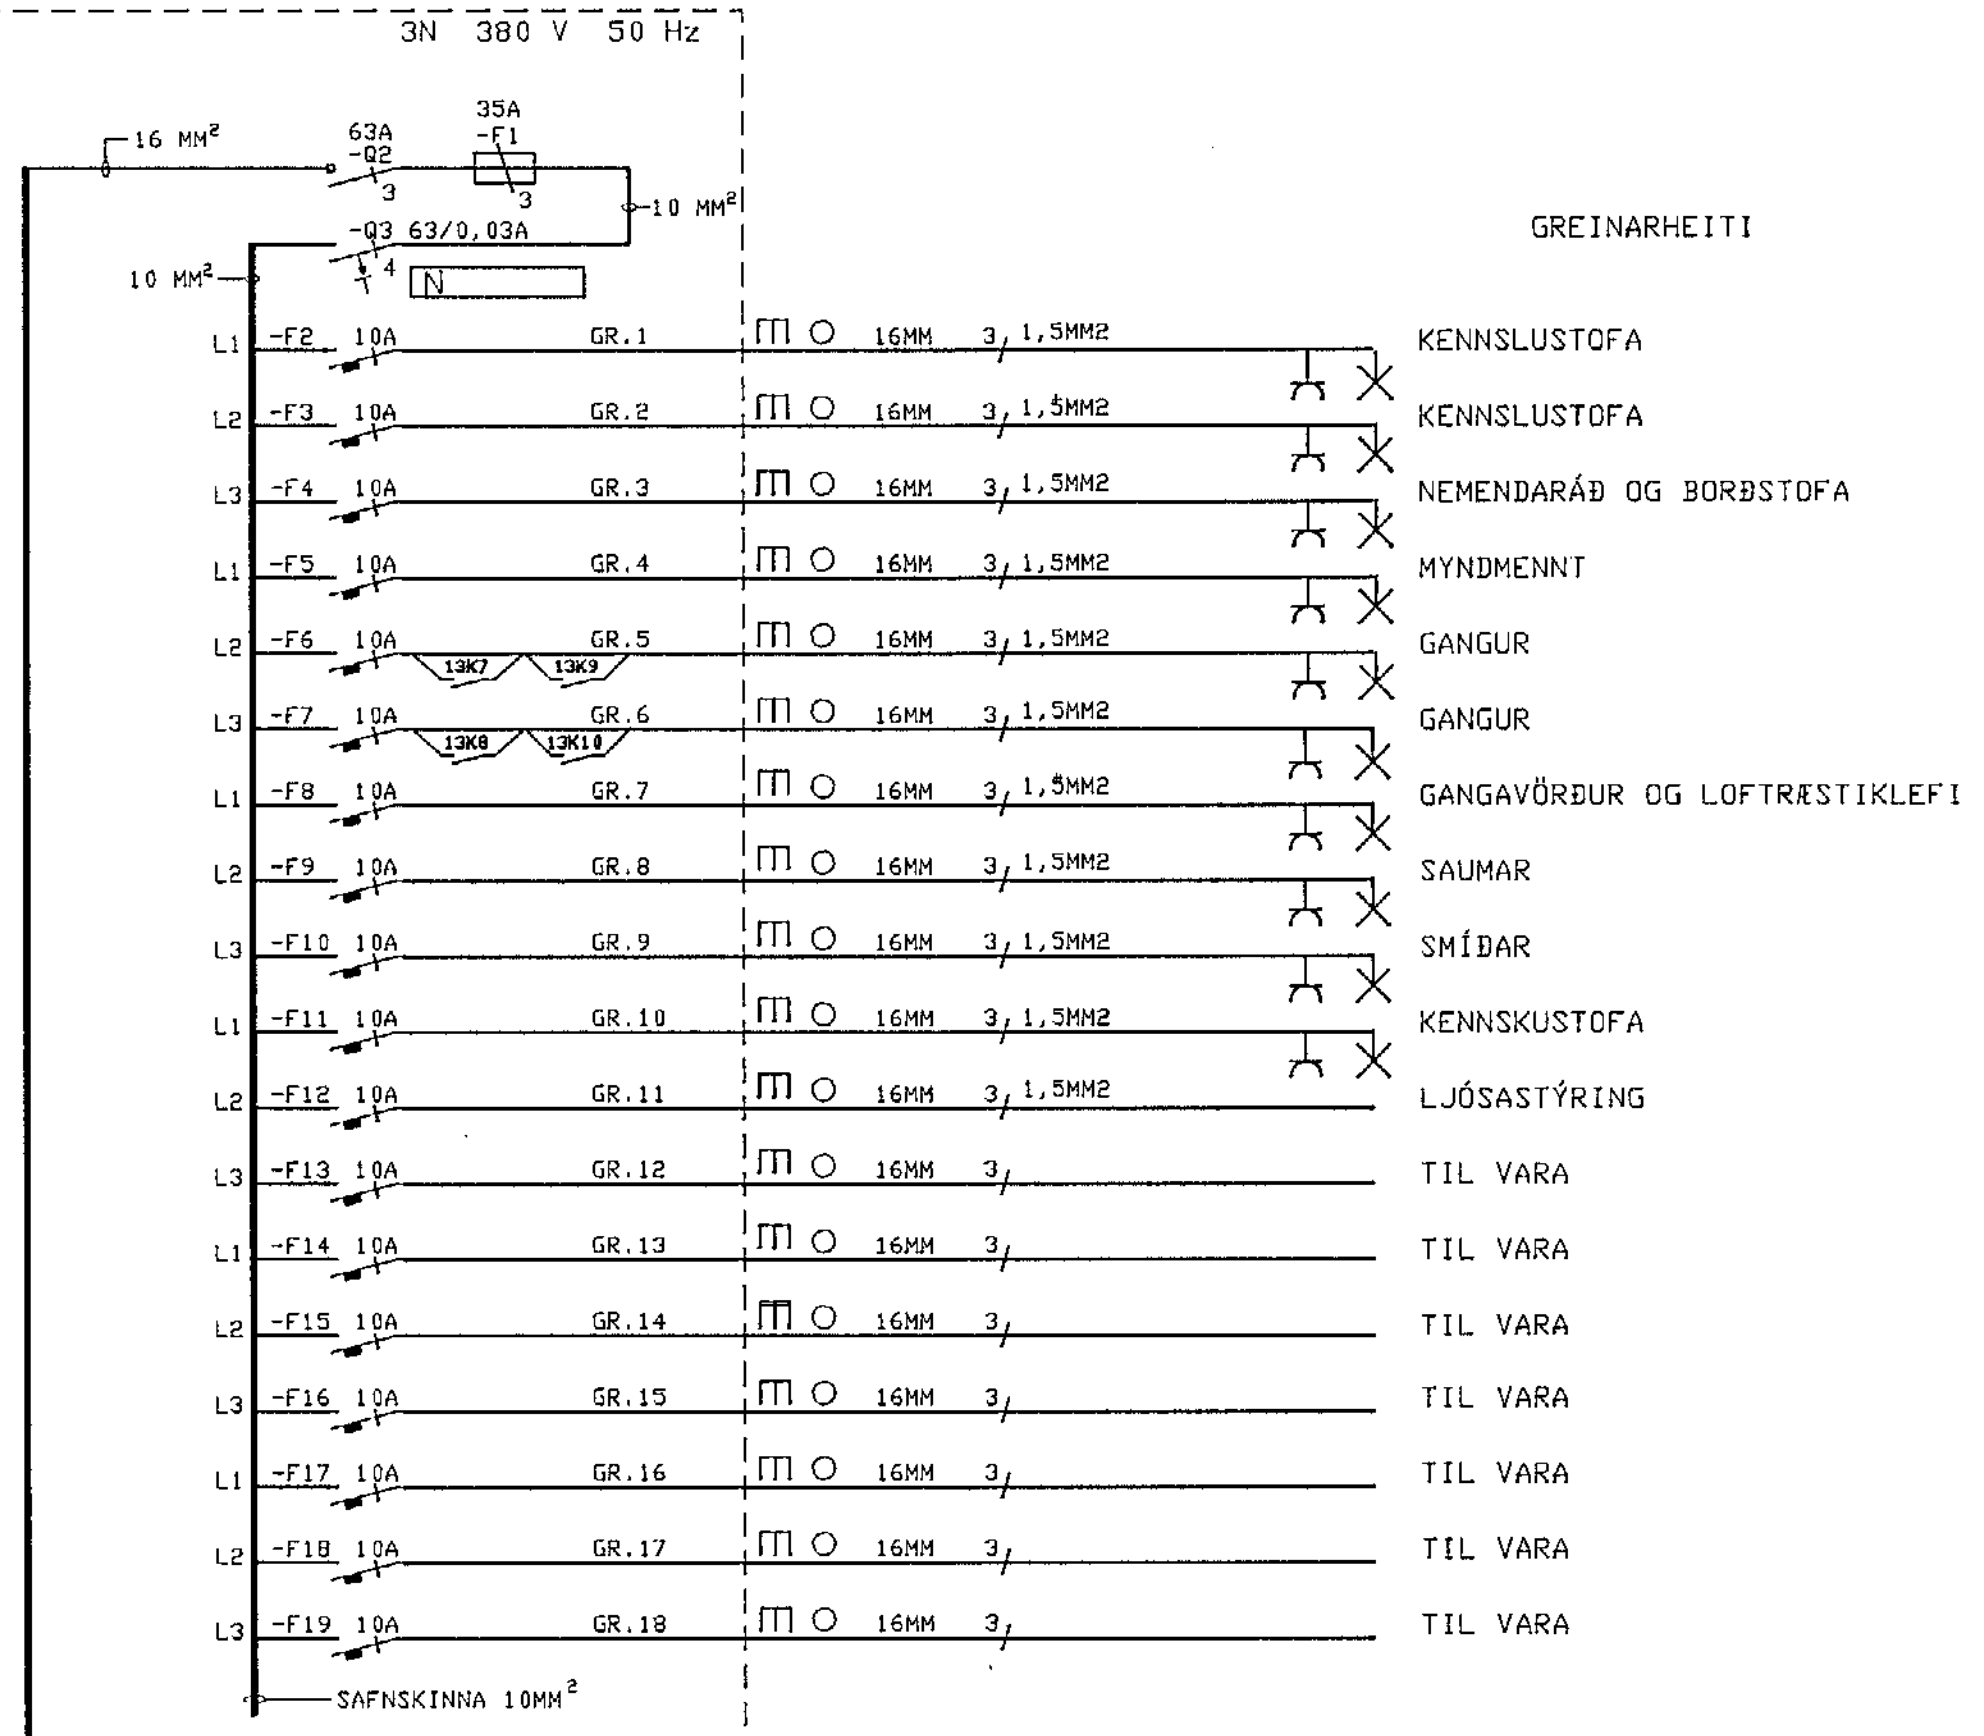 3N 380 V 50 Hz
35A
-F1
63A
-Q2
16 MM²
3
3
10 MM²
-Q3 63/0,03A
4
10 MM²
N
GREINARHEITI
L1 -F2 10A GR.1 16MM 3 1,5MM2 KENNSLUSTOFA
L2 -F3 10A GR.2 16MM 3 1,5MM2 KENNSLUSTOFA
L3 -F4 10A GR.3 16MM 3 1,5MM2 NEMENDARÁÐ OG BORÐSTOFA
L1 -F5 10A GR.4 16MM 3 1,5MM2 MYNDMENNT
L2 -F6 10A GR.5 16MM 3 1,5MM2 GANGUR
13K7 13K9
L3 -F7 10A GR.6 16MM 3 1,5MM2 GANGUR
13K8 13K10
L1 -F8 10A GR.7 16MM 3 1,5MM2 GANGAVÖRÐUR OG LOFTRÆSTIKLEFI
L2 -F9 10A GR.8 16MM 3 1,5MM2 SAUMAR
L3 -F10 10A GR.9 16MM 3 1,5MM2 SMÍÐAR
L1 -F11 10A GR.10 16MM 3 1,5MM2 KENNSKUSTOFA
L2 -F12 10A GR.11 16MM 3 1,5MM2 LJÓSASTÝRING
L3 -F13 10A GR.12 16MM 3 TIL VARA
L1 -F14 10A GR.13 16MM 3 TIL VARA
L2 -F15 10A GR.14 16MM 3 TIL VARA
L3 -F16 10A GR.15 16MM 3 TIL VARA
L1 -F17 10A GR.16 16MM 3 TIL VARA
L2 -F18 10A GR.17 16MM 3 TIL VARA
L3 -F19 10A GR.18 16MM 3 TIL VARA
SAFNSKINNA 10MM²